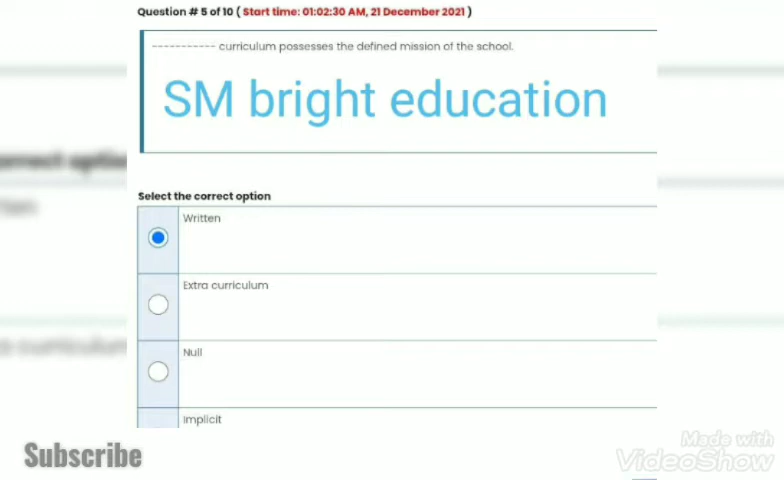 Question # 5 of 10 ( Start time: 01:02:30 AM, 21 December 2021 )
----------- curriculum possesses the defined mission of the school.
SM bright education
Select the correct option
Written
Extra curriculum
Null
Implicit
Subscribe
Made with
VideoShow